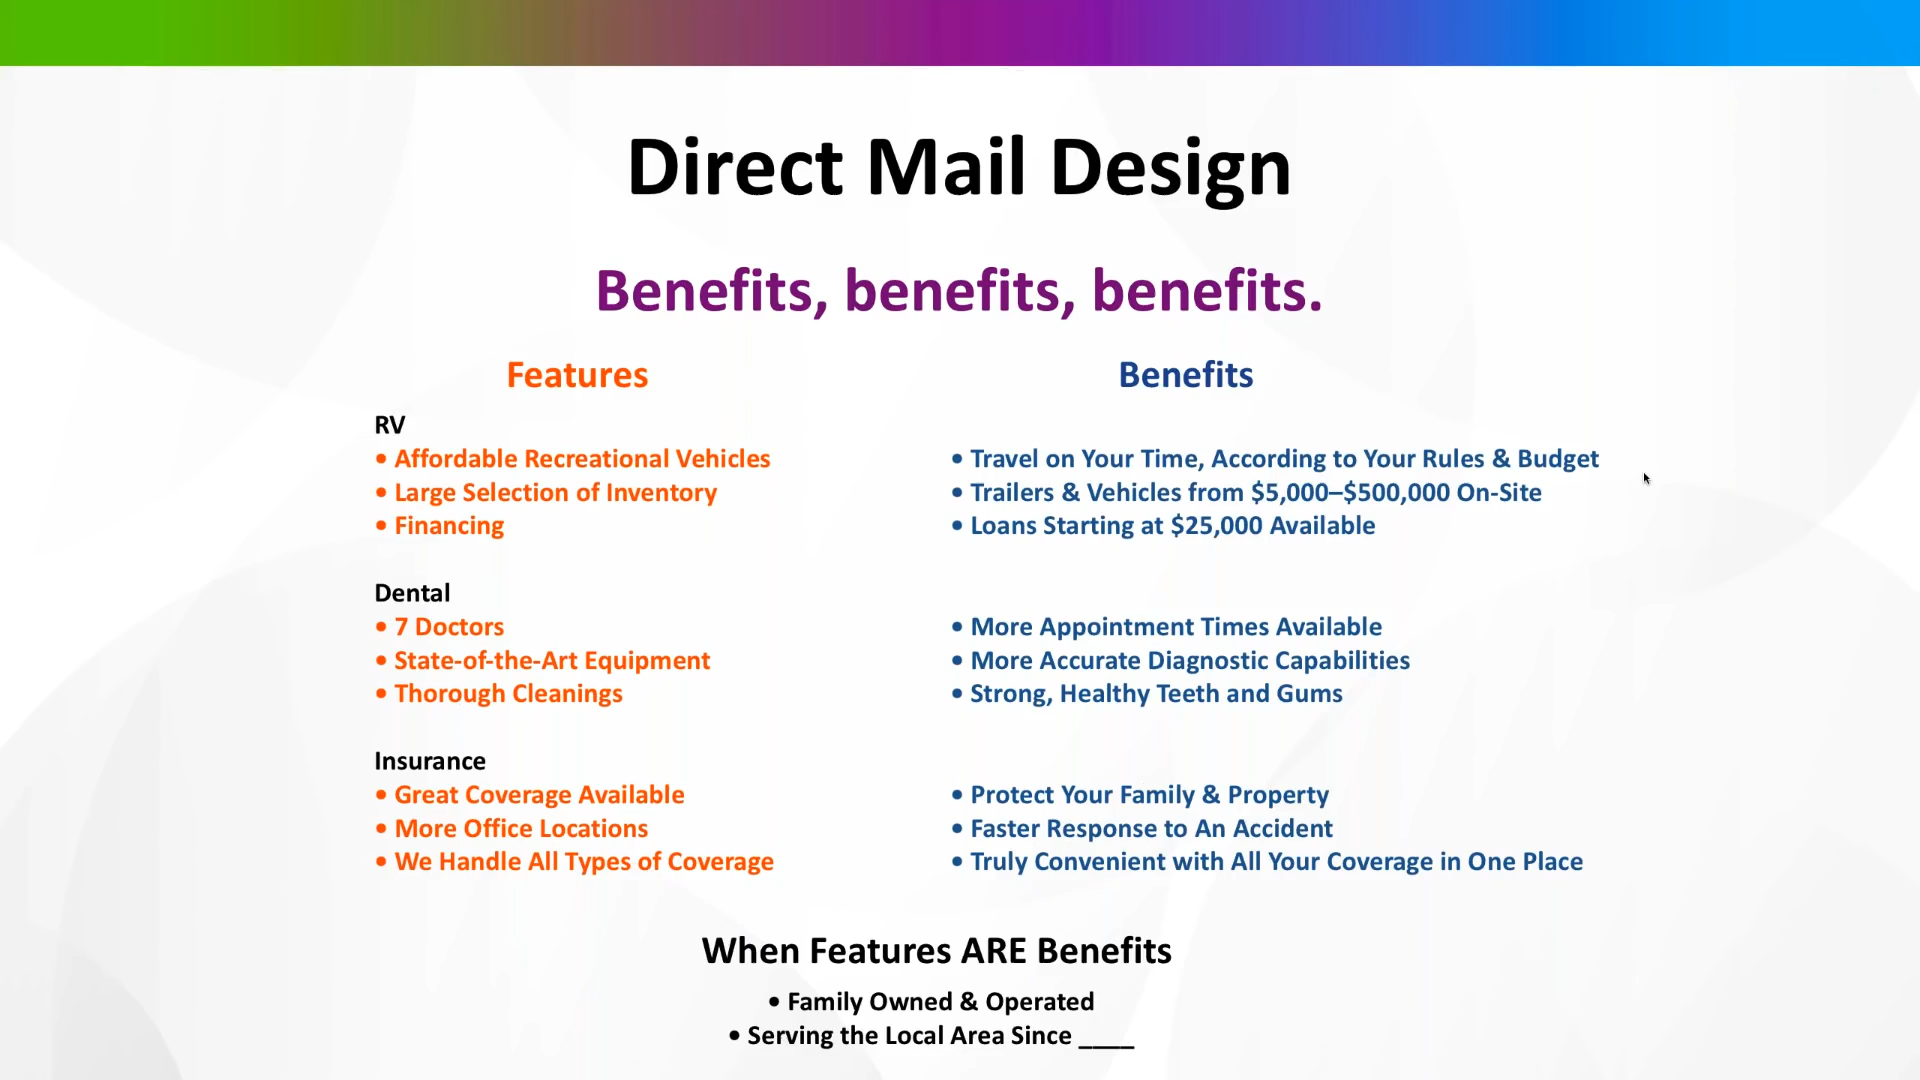 Direct Mail Design
Benefits, benefits, benefits.
Features
Benefits
RV
• Affordable Recreational Vehicles
• Travel on Your Time, According to Your Rules & Budget
• Large Selection of Inventory
• Trailers & Vehicles from $5,000–$500,000 On-Site
• Financing
• Loans Starting at $25,000 Available
Dental
• 7 Doctors
• More Appointment Times Available
• State-of-the-Art Equipment
• More Accurate Diagnostic Capabilities
• Thorough Cleanings
• Strong, Healthy Teeth and Gums
Insurance
• Great Coverage Available
• Protect Your Family & Property
• More Office Locations
• Faster Response to An Accident
• We Handle All Types of Coverage
• Truly Convenient with All Your Coverage in One Place
When Features ARE Benefits
• Family Owned & Operated
• Serving the Local Area Since ____